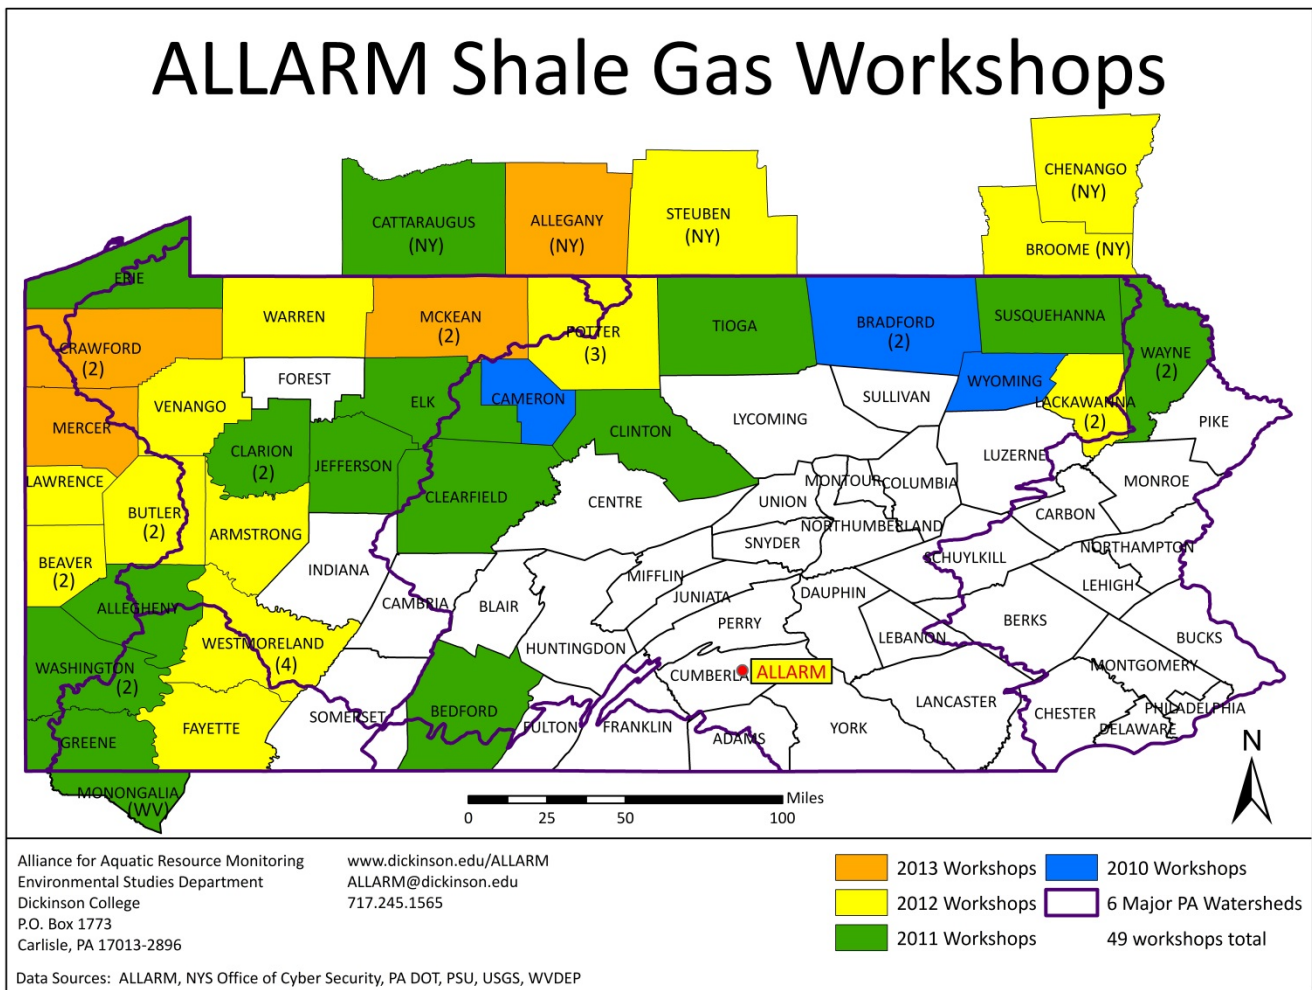 ALLARM Shale Gas Workshops
CHENANGO
(NY)
CATTARAUGUS
(NY)
ALLEGANY
(NY)
STEUBEN
(NY)
BROOME (NY)
ERIE
WARREN
MCKEAN
(2)
POTTER
(3)
TIOGA
BRADFORD
(2)
SUSQUEHANNA
WAYNE
(2)
CRAWFORD
(2)
FOREST
ELK
CAMERON
WYOMING
SULLIVAN
LACKAWANNA
(2)
PIKE
VENANGO
MERCER
CLARION
(2)
JEFFERSON
CLINTON
LYCOMING
LUZERNE
MONROE
LAWRENCE
BUTLER
(2)
ARMSTRONG
CLEARFIELD
CENTRE
UNION
MONTOUR
COLUMBIA
CARBON
NORTHUMBERLAND
SNYDER
SCHUYLKILL
NORTHAMPTON
LEHIGH
BEAVER
(2)
INDIANA
ALLEGHENY
CAMBRIA
BLAIR
MIFFLIN
JUNIATA
DAUPHIN
PERRY
LEBANON
BERKS
BUCKS
WESTMORELAND
(4)
HUNTINGDON
WASHINGTON
(2)
CUMBERLA
ALLARM
MONTGOMERY
LANCASTER
PHILADELPHIA
CHESTER
DELAWARE
GREENE
FAYETTE
SOMERSET
BEDFORD
FULTON
FRANKLIN
ADAMS
YORK
MONONGALIA
(WV)
N
Miles
0 25 50 100
Alliance for Aquatic Resource Monitoring
Environmental Studies Department
Dickinson College
P.O. Box 1773
Carlisle, PA 17013-2896
www.dickinson.edu/ALLARM
ALLARM@dickinson.edu
717.245.1565
2013 Workshops
2012 Workshops
2011 Workshops
2010 Workshops
6 Major PA Watersheds
49 workshops total
Data Sources: ALLARM, NYS Office of Cyber Security, PA DOT, PSU, USGS, WVDEP